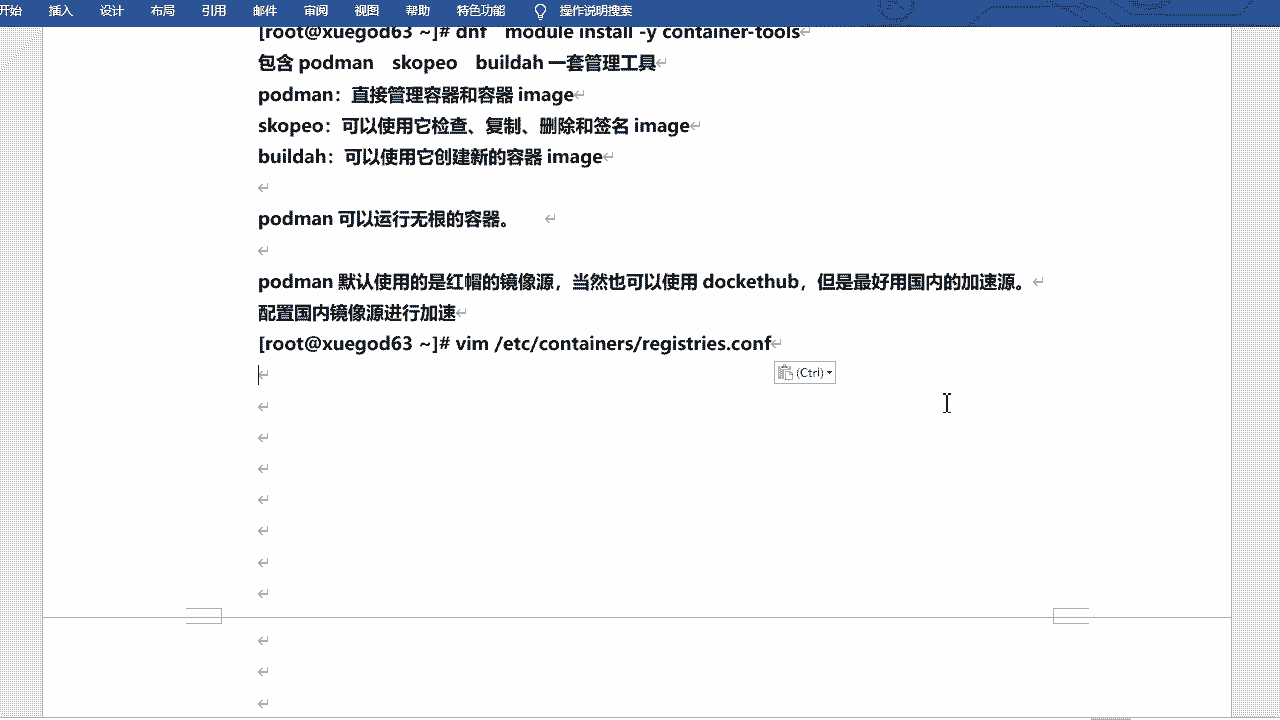 开始 插入 设计 布局 引用 邮件 审阅 视图 帮助 特色功能 操作说明搜索
[root@xuegod63 ~]# dnf module install -y container-tools
包含 podman skopeo buildah 一套管理工具
podman：直接管理容器和容器 image
skopeo：可以使用它检查、复制、删除和签名 image
buildah：可以使用它创建新的容器 image
podman 可以运行无根的容器。
podman 默认使用的是红帽的镜像源，当然也可以使用 dockethub，但是最好用国内的加速源。
配置国内镜像源进行加速
[root@xuegod63 ~]# vim /etc/containers/registries.conf
(Ctrl)